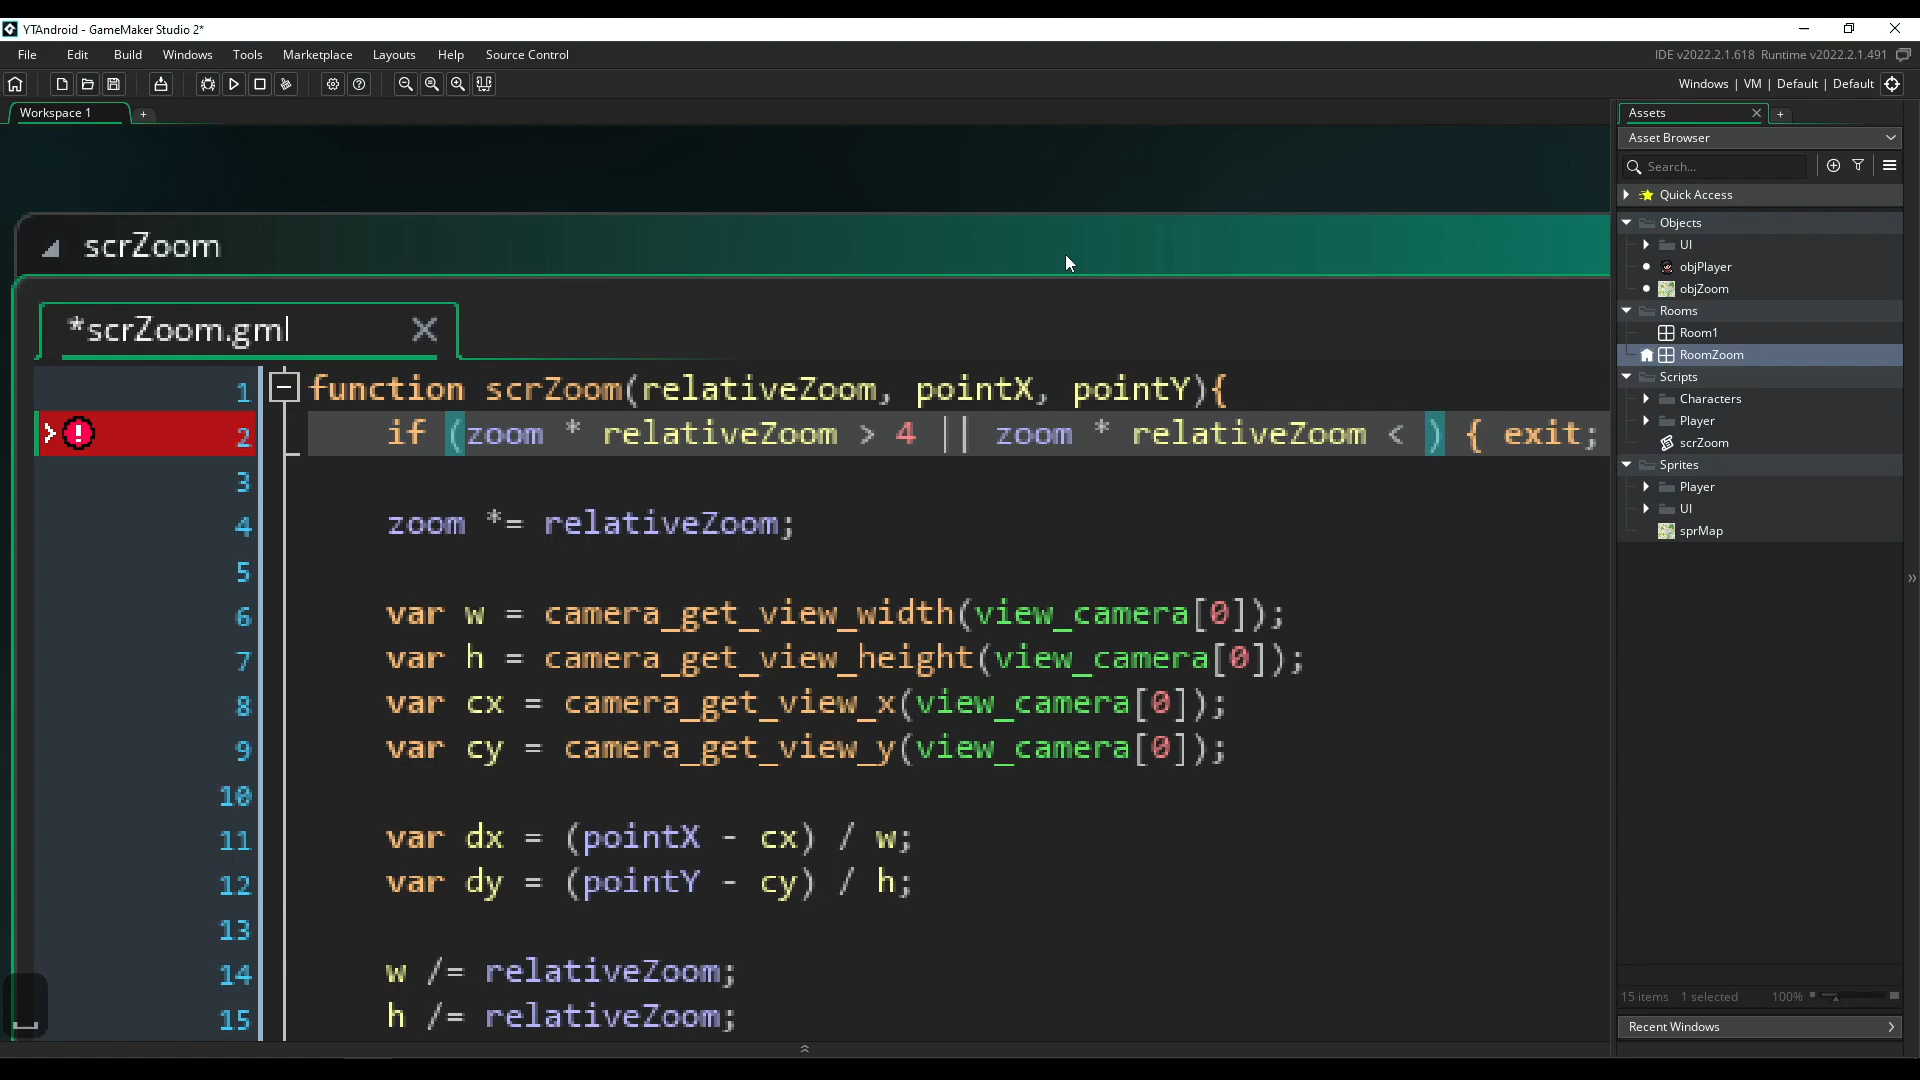 YTAndroid - GameMaker Studio 2*
File Edit Build Windows Tools Marketplace Layouts Help Source Control
IDE v2022.2.1.618 Runtime v2022.2.1.491
Windows | VM | Default | Default
Workspace 1
+
Assets
+
Asset Browser
Search...
Quick Access
Objects
UI
objPlayer
objZoom
Rooms
Room1
RoomZoom
Scripts
Characters
Player
scrZoom
Sprites
Player
UI
sprMap
15 items 1 selected 100%
Recent Windows
scrZoom
*scrZoom.gml
1 function scrZoom(relativeZoom, pointX, pointY){
2 if (zoom * relativeZoom > 4 || zoom * relativeZoom < ) { exit;
3
4 zoom *= relativeZoom;
5
6 var w = camera_get_view_width(view_camera[0]);
7 var h = camera_get_view_height(view_camera[0]);
8 var cx = camera_get_view_x(view_camera[0]);
9 var cy = camera_get_view_y(view_camera[0]);
10
11 var dx = (pointX - cx) / w;
12 var dy = (pointY - cy) / h;
13
14 w /= relativeZoom;
15 h /= relativeZoom;